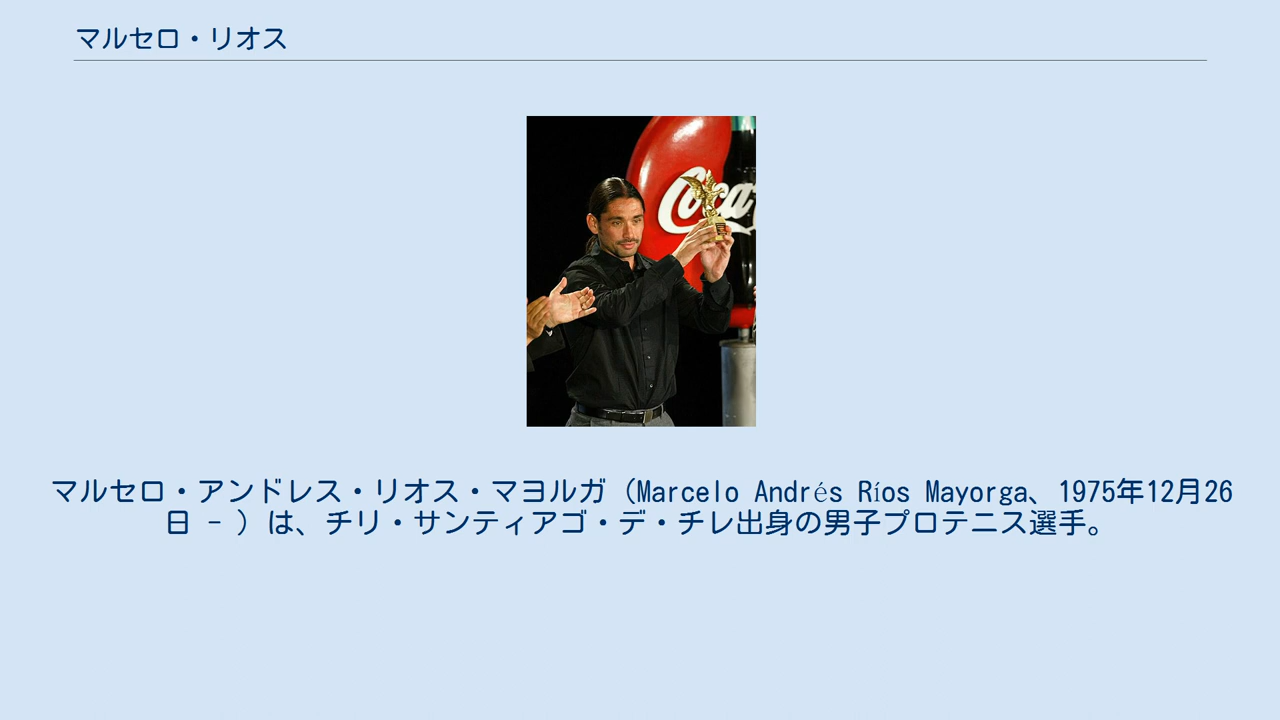 マルセロ・リオス
Coca
マルセロ・アンドレス・リオス・マヨルガ（Marcelo Andrés Ríos Mayorga、1975年12月26
日 - ）は、チリ・サンティアゴ・デ・チレ出身の男子プロテニス選手。